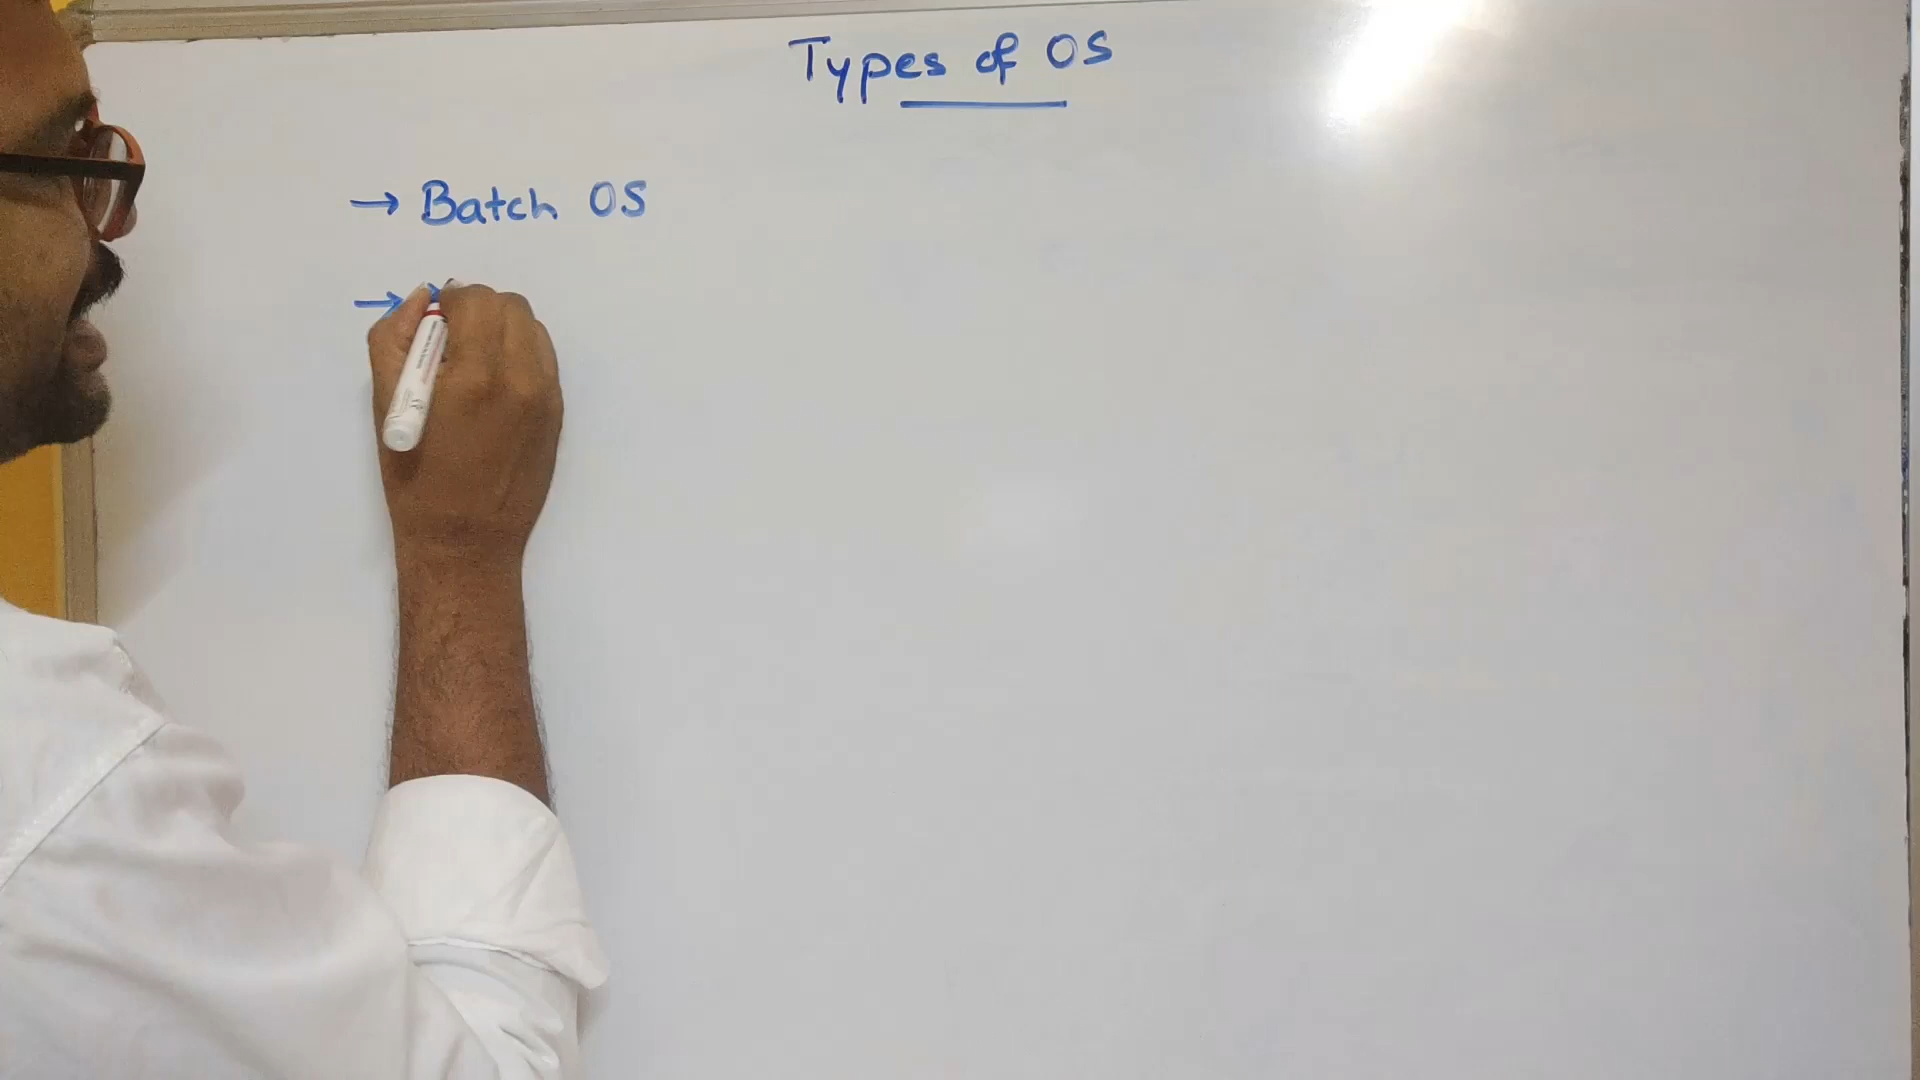 Types of OS
→ Batch OS
→